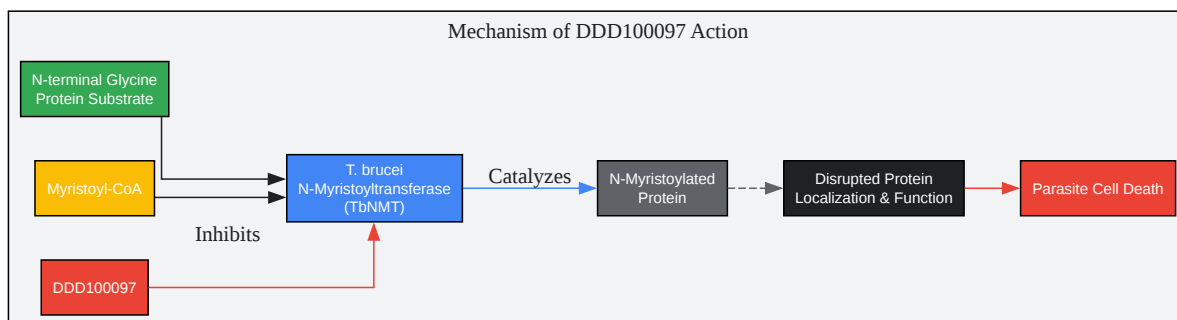 Mechanism of DDD100097 Action
N-terminal Glycine
Protein Substrate
Myristoyl-CoA
Inhibits
DDD100097
T. brucei
N-Myristoyltransferase
(TbNMT)
Catalyzes
N-Myristoylated
Protein
Disrupted Protein
Localization & Function
Parasite Cell Death